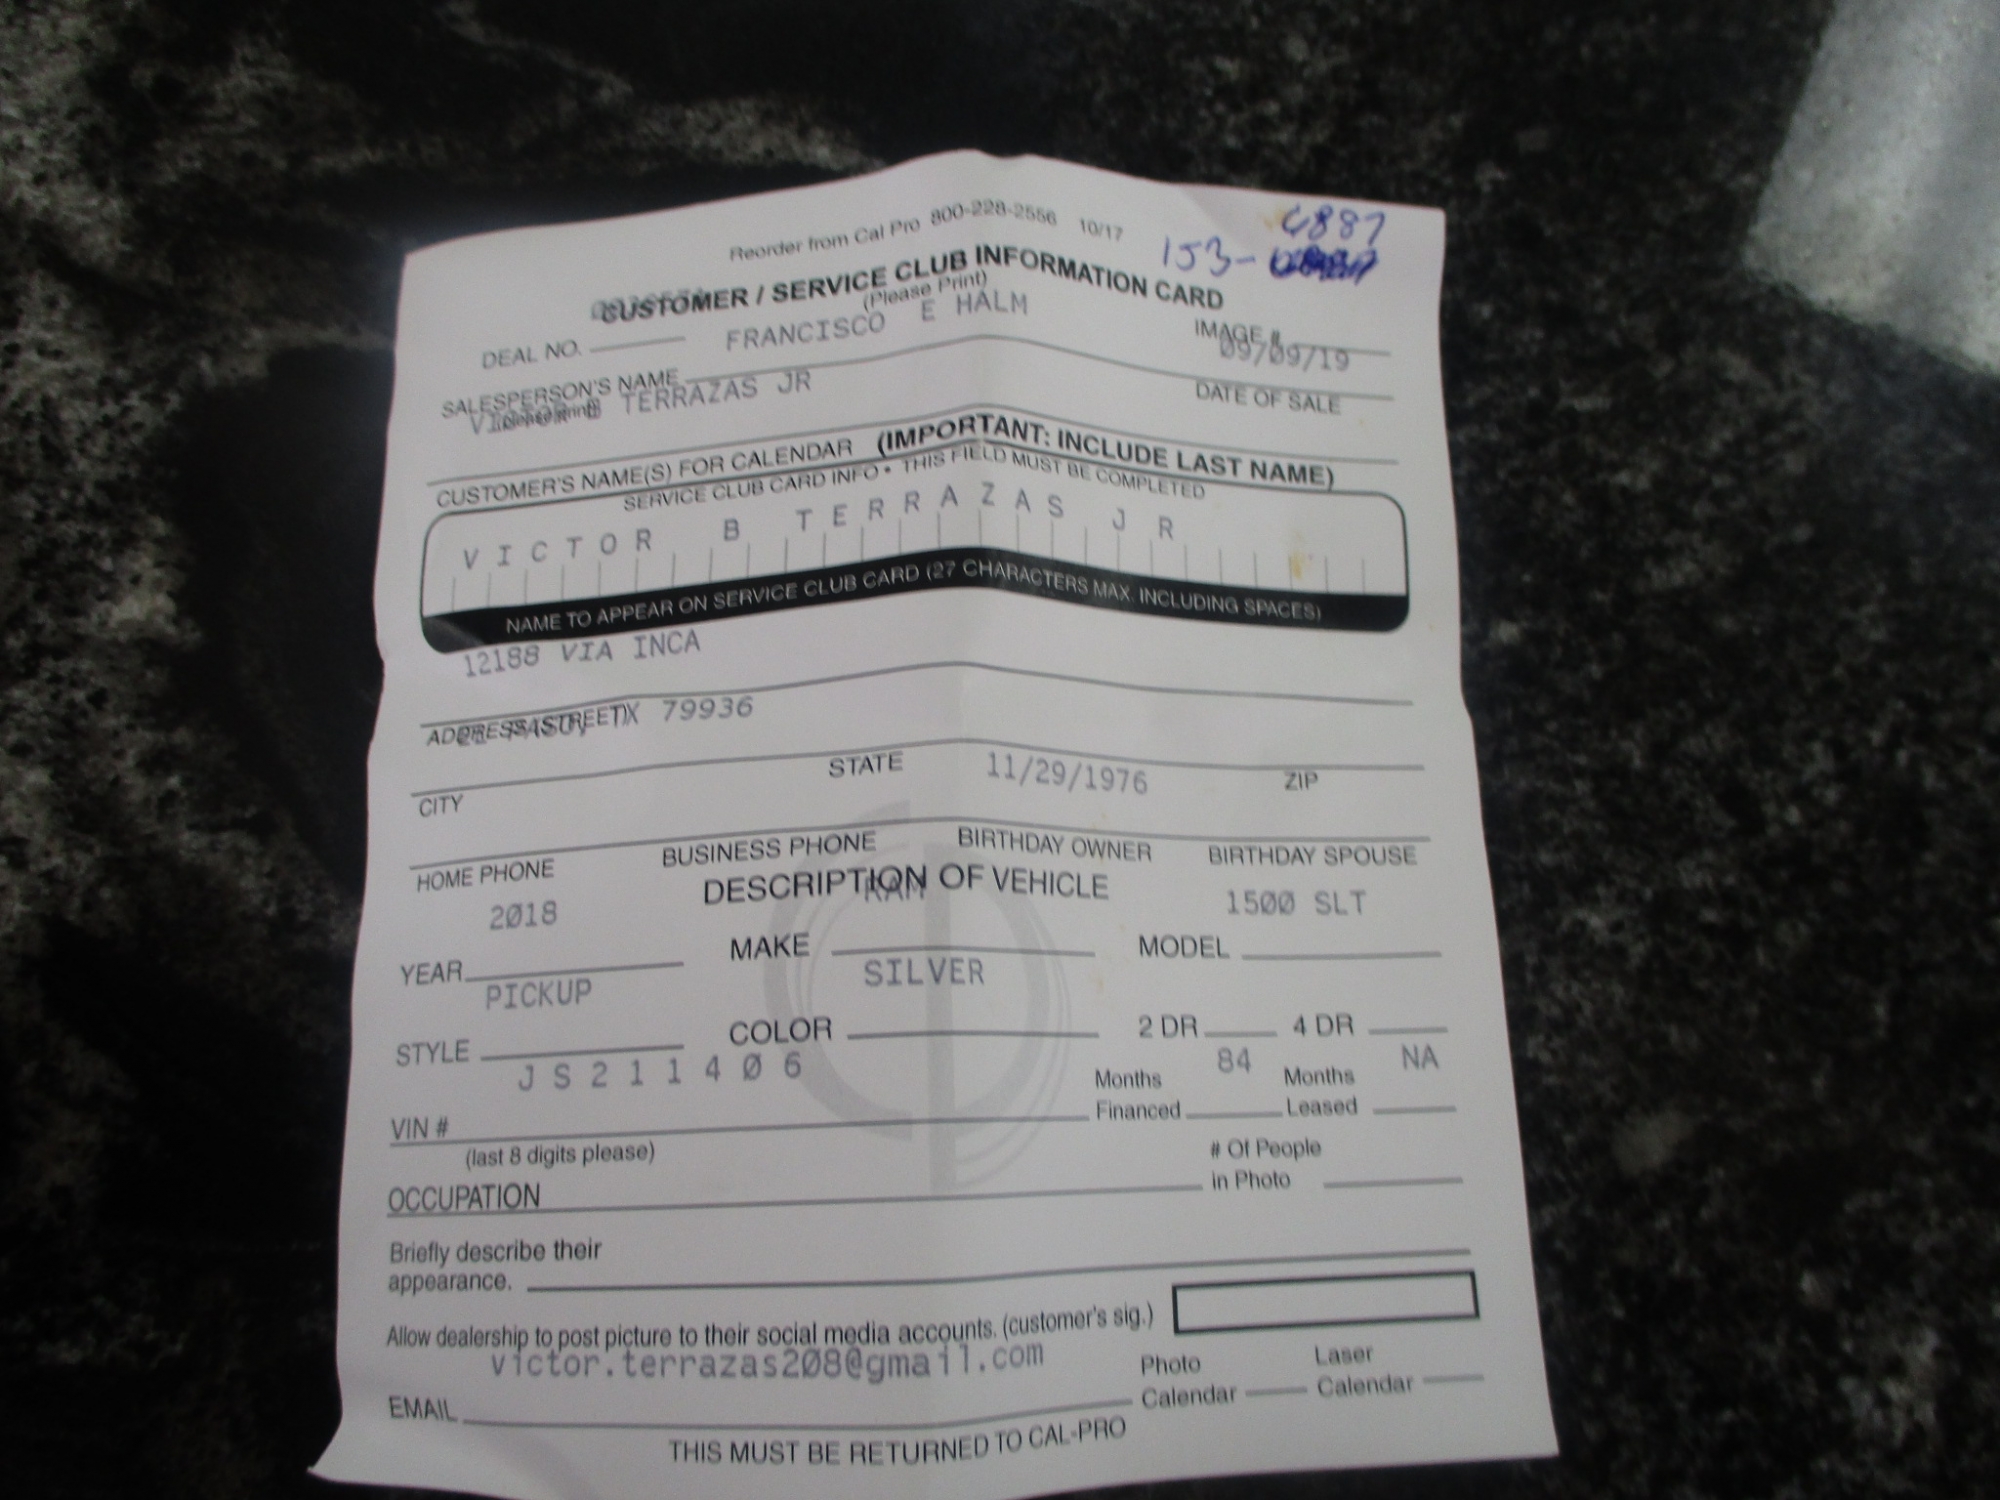 6887
Reorder from Cal Pro 800-228-2556 10/17 153-
CUSTOMER / SERVICE CLUB INFORMATION CARD
(Please Print)
DEAL NO. FRANCISCO E HALM IMAGE #
09/09/19
SALESPERSON'S NAME DATE OF SALE
(Please Print) TERRAZAS JR
CUSTOMER'S NAME(S) FOR CALENDAR (IMPORTANT: INCLUDE LAST NAME)
SERVICE CLUB CARD INFO • THIS FIELD MUST BE COMPLETED
VICTOR B TERRAZAS JR
NAME TO APPEAR ON SERVICE CLUB CARD (27 CHARACTERS MAX. INCLUDING SPACES)
12188 VIA INCA
ADDRESS (STREET) TX 79936
CITY STATE ZIP
11/29/1976
HOME PHONE BUSINESS PHONE BIRTHDAY OWNER BIRTHDAY SPOUSE
DESCRIPTION OF VEHICLE
2018 RAM 1500 SLT
YEAR MAKE MODEL
PICKUP SILVER
STYLE COLOR 2 DR 4 DR
JS211406 Months Financed 84 Months Leased NA
VIN #
(last 8 digits please)
OCCUPATION # Of People in Photo
Briefly describe their
appearance.
Allow dealership to post picture to their social media accounts. (customer's sig.)
victor.terrazas208@gmail.com
EMAIL Photo Calendar Laser Calendar
THIS MUST BE RETURNED TO CAL-PRO